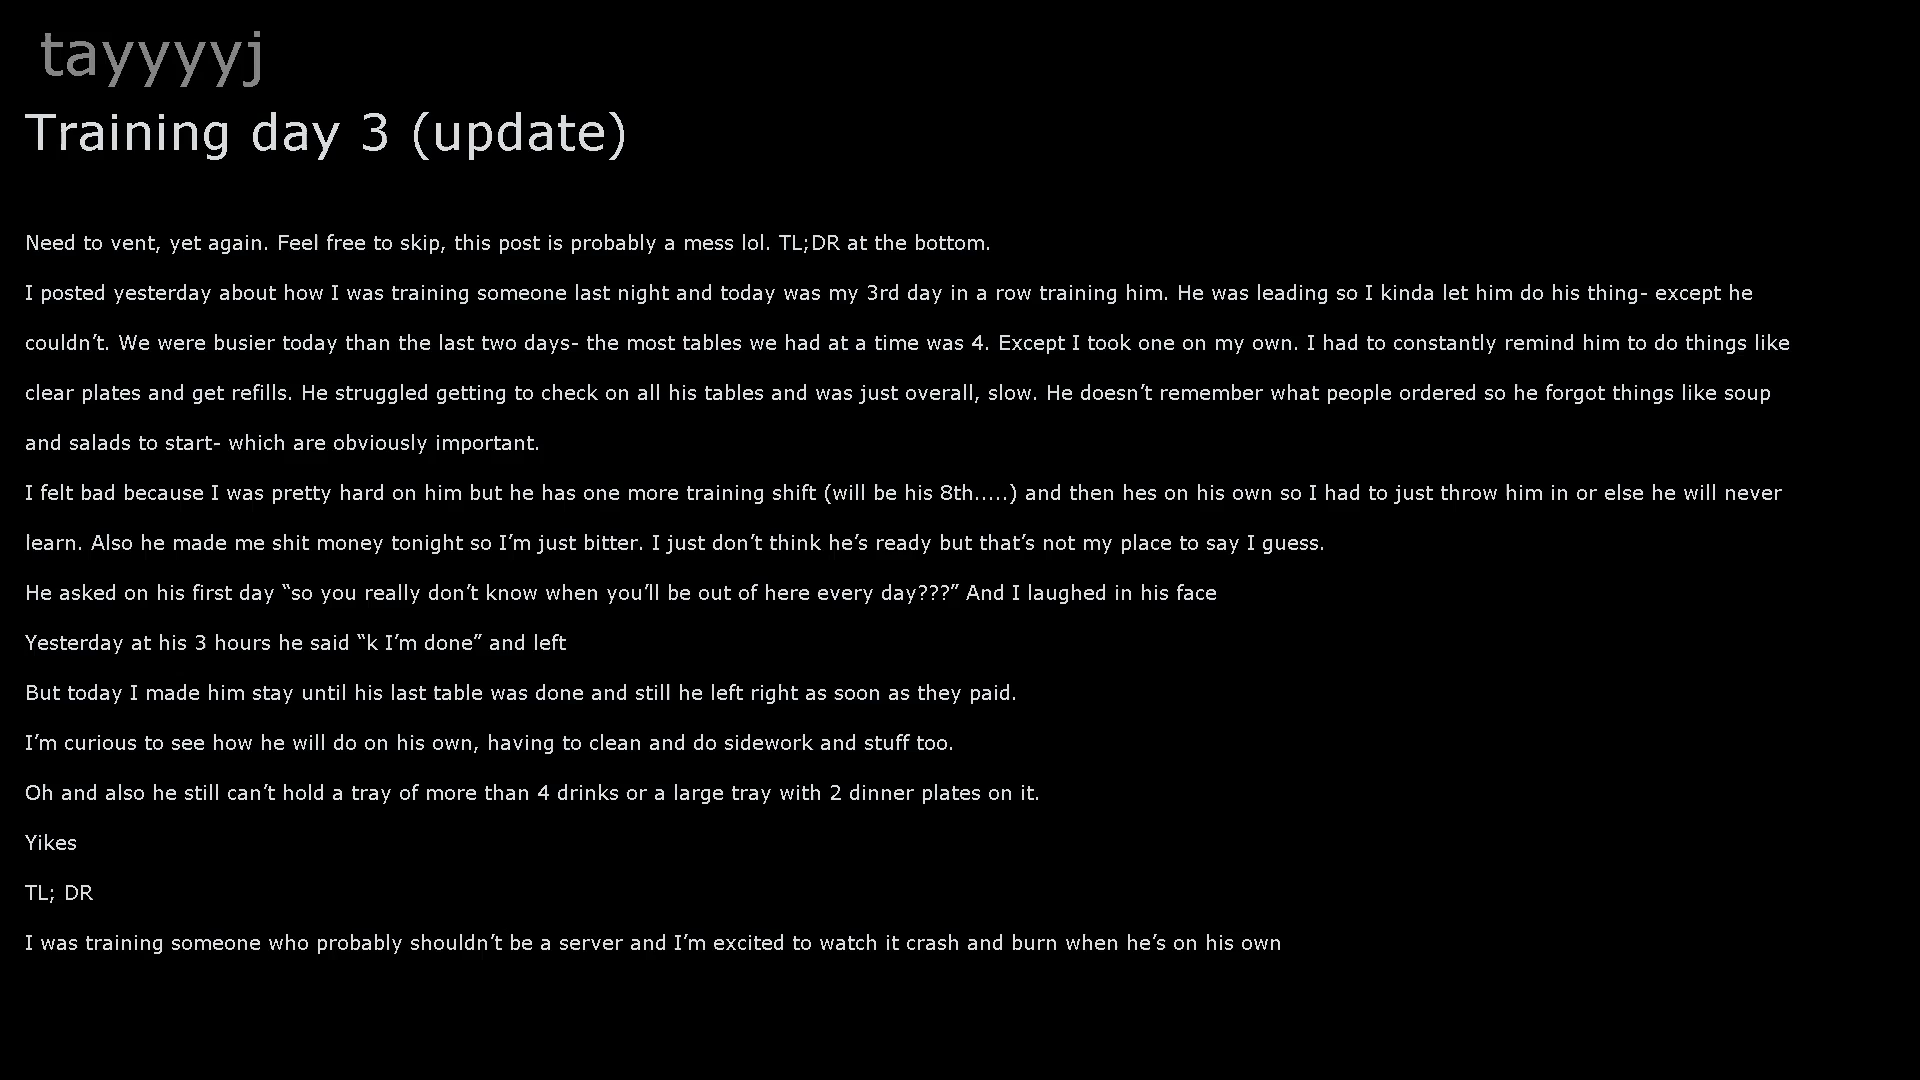 tayyyyj
Training day 3 (update)
Need to vent, yet again. Feel free to skip, this post is probably a mess lol. TL;DR at the bottom.
I posted yesterday about how I was training someone last night and today was my 3rd day in a row training him. He was leading so I kinda let him do his thing- except he
couldn’t. We were busier today than the last two days- the most tables we had at a time was 4. Except I took one on my own. I had to constantly remind him to do things like
clear plates and get refills. He struggled getting to check on all his tables and was just overall, slow. He doesn’t remember what people ordered so he forgot things like soup
and salads to start- which are obviously important.
I felt bad because I was pretty hard on him but he has one more training shift (will be his 8th.....) and then hes on his own so I had to just throw him in or else he will never
learn. Also he made me shit money tonight so I’m just bitter. I just don’t think he’s ready but that’s not my place to say I guess.
He asked on his first day “so you really don’t know when you’ll be out of here every day???” And I laughed in his face
Yesterday at his 3 hours he said “k I’m done” and left
But today I made him stay until his last table was done and still he left right as soon as they paid.
I’m curious to see how he will do on his own, having to clean and do sidework and stuff too.
Oh and also he still can’t hold a tray of more than 4 drinks or a large tray with 2 dinner plates on it.
Yikes
TL; DR
I was training someone who probably shouldn’t be a server and I’m excited to watch it crash and burn when he’s on his own